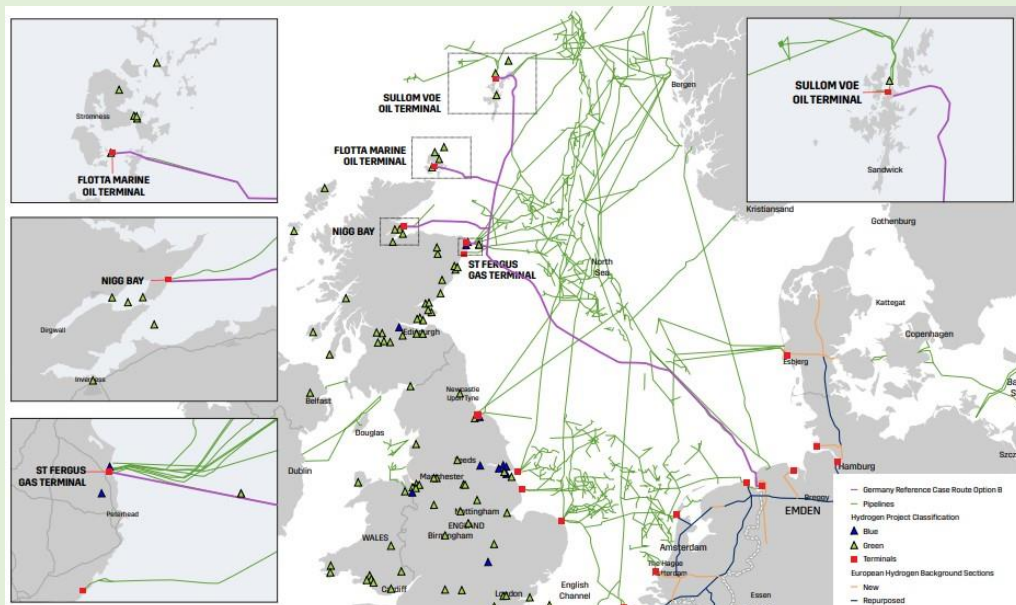 Stromness
FLOTTA MARINE
OIL TERMINAL
NIGG BAY
Dirgwall
Inverness
ST FERGUS
GAS TERMINAL
Peterhead
SULLOM VOE
OIL TERMINAL
Bergen
FLOTTA MARINE
OIL TERMINAL
NIGG BAY
ST FERGUS
GAS TERMINAL
North
Sea
Edinburgh
Newcastle
Upon Tyne
Belfast
Douglas
Dublin
Leeds
Manchester
Nottingham
ENGLAND
Birmingham
WALES
Cardiff
London
English
Channel
SULLOM VOE
OIL TERMINAL
Sandwick
Kristiansand
Gothenburg
Kattegat
Copenhagen
Esbjerg
Hamburg
EMDEN
Amsterdam
The Hague
Essen
Germany Reference Case Route Option B
Pipelines
Hydrogen Project Classification
Blue
Green
Terminals
European Hydrogen Background Sections
New
Repurposed